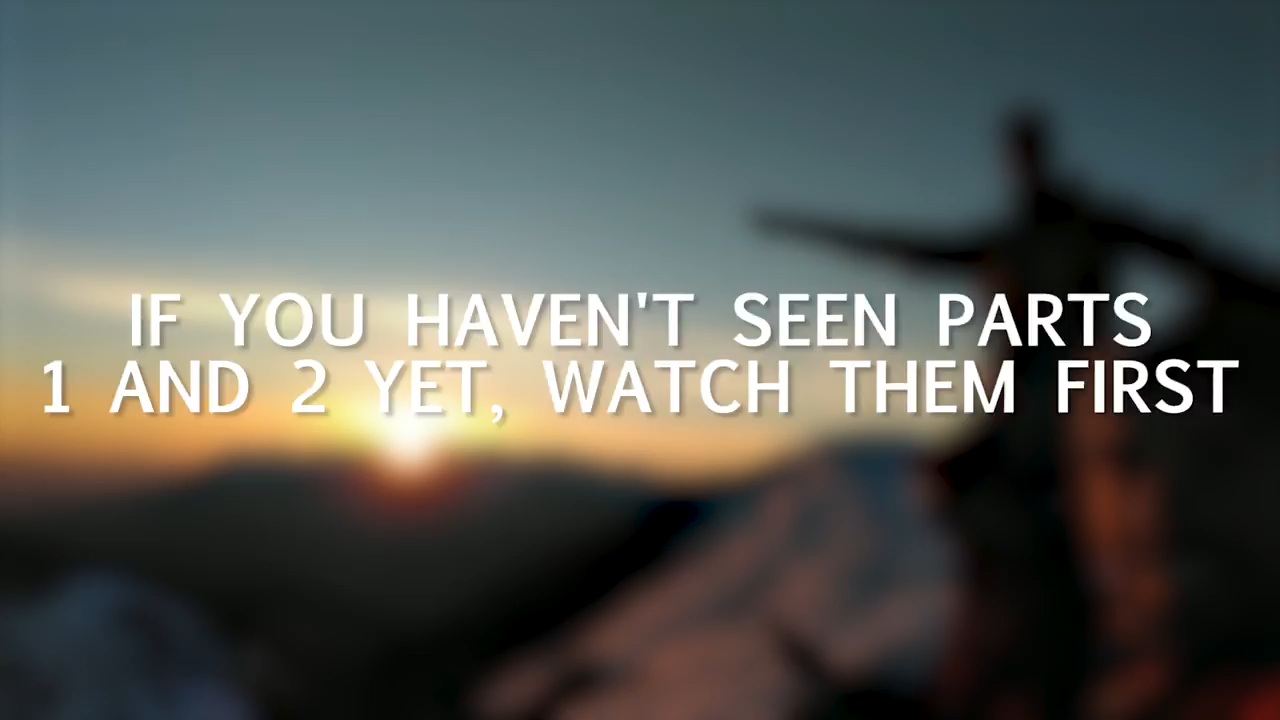 IF YOU HAVEN'T SEEN PARTS
1 AND 2 YET, WATCH THEM FIRST